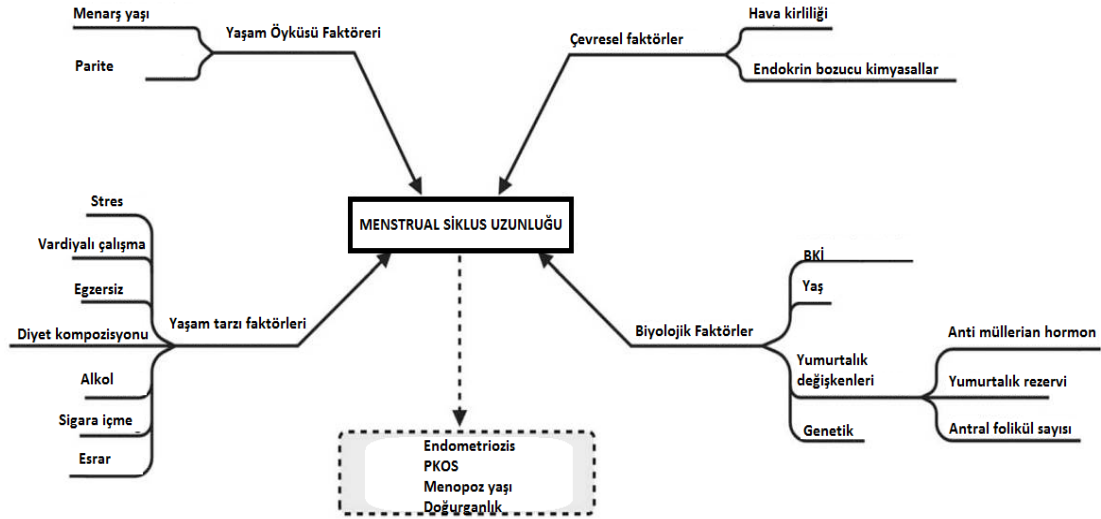 Menarş yaşı
Yaşam Öyküsü Faktöreri
Parite
Hava kirliliği
Çevresel faktörler
Endokrin bozucu kimyasallar
MENSTRUAL SİKLUS UZUNLUĞU
Stres
Vardiyalı çalışma
Egzersiz
Diyet kompozisyonu
Yaşam tarzı faktörleri
Alkol
Sigara içme
Esrar
BKİ
Yaş
Biyolojik Faktörler
Yumurtalık
değişkenleri
Genetik
Anti müllerian hormon
Yumurtalık rezervi
Antral folikül sayısı
Endometriozis
PKOS
Menopoz yaşı
Doğurganlık